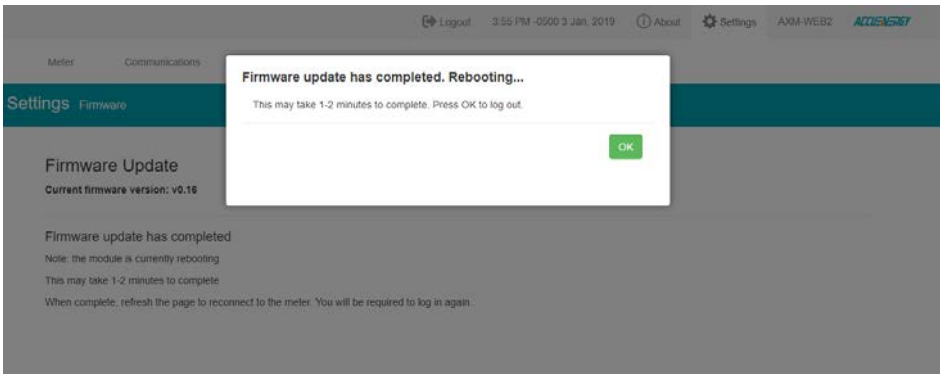 Logout 3:55 PM -0500 3 Jan, 2019 About Settings AXM-WEB2 ACCUENERGY
Meter Communications
Firmware update has completed. Rebooting...
This may take 1-2 minutes to complete. Press OK to log out.
OK
Settings Firmware
Firmware Update
Current firmware version: v0.16
Firmware update has completed
Note: the module is currently rebooting
This may take 1-2 minutes to complete
When complete, refresh the page to reconnect to the meter. You will be required to log in again.